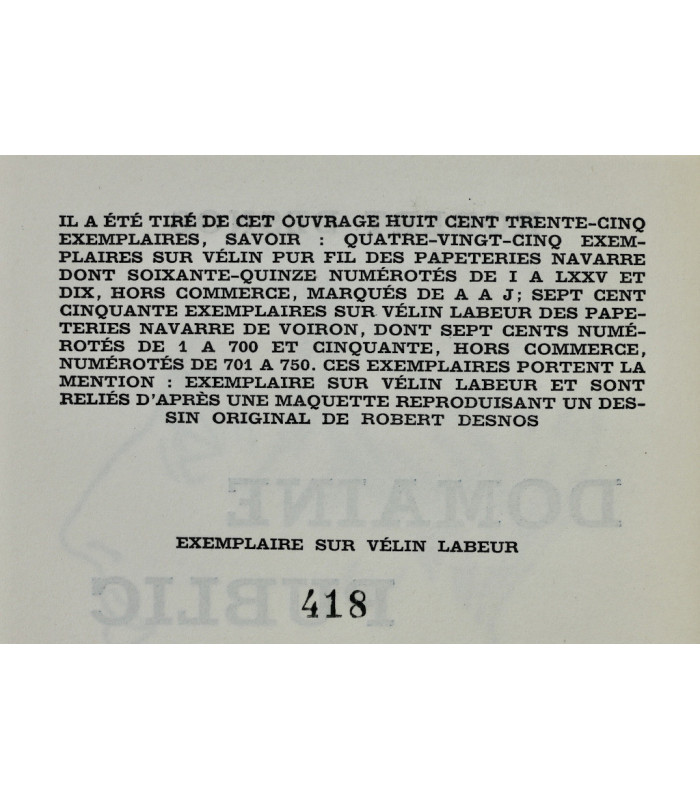 IL A ÉTÉ TIRÉ DE CET OUVRAGE HUIT CENT TRENTE-CINQ
EXEMPLAIRES, SAVOIR : QUATRE-VINGT-CINQ EXEM-
PLAIRES SUR VÉLIN PUR FIL DES PAPETERIES NAVARRE
DONT SOIXANTE-QUINZE NUMÉROTÉS DE I A LXXV ET
DIX, HORS COMMERCE, MARQUÉS DE A A J; SEPT CENT
CINQUANTE EXEMPLAIRES SUR VÉLIN LABEUR DES PAPE-
TERIES NAVARRE DE VOIRON, DONT SEPT CENTS NUMÉ-
ROTÉS DE 1 A 700 ET CINQUANTE, HORS COMMERCE,
NUMÉROTÉS DE 701 A 750. CES EXEMPLAIRES PORTENT LA
MENTION : EXEMPLAIRE SUR VÉLIN LABEUR ET SONT
RELIÉS D'APRÈS UNE MAQUETTE REPRODUISANT UN DES-
SIN ORIGINAL DE ROBERT DESNOS
DOMAINE
EXEMPLAIRE SUR VÉLIN LABEUR
PUBLIC
418